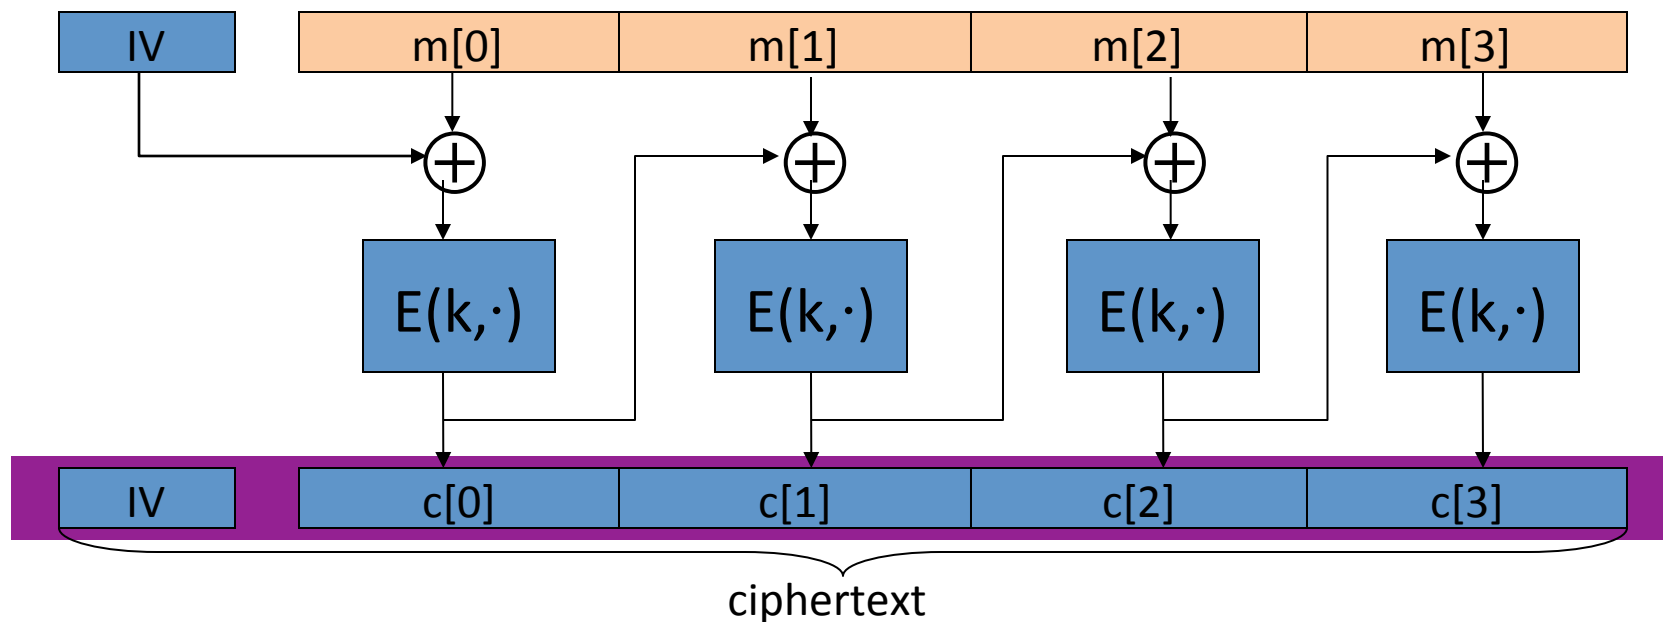 IV m[0] m[1] m[2] m[3]
E(k,·) E(k,·) E(k,·) E(k,·)
IV c[0] c[1] c[2] c[3]
ciphertext